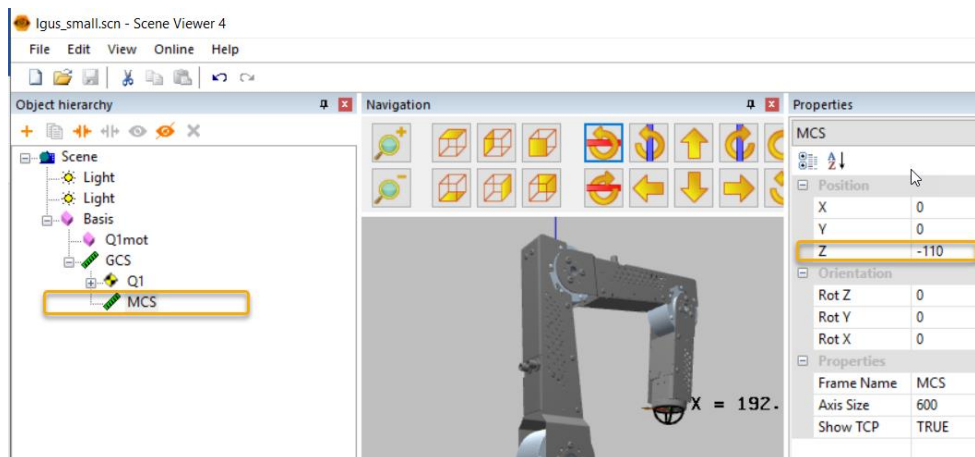 Igus_small.scn - Scene Viewer 4
File Edit View Online Help
Object hierarchy
Scene
Light
Light
Basis
Q1mot
GCS
Q1
MCS
Navigation
X = 192.
Properties
MCS
Position
X 0
Y 0
Z -110
Orientation
Rot Z 0
Rot Y 0
Rot X 0
Properties
Frame Name MCS
Axis Size 600
Show TCP TRUE